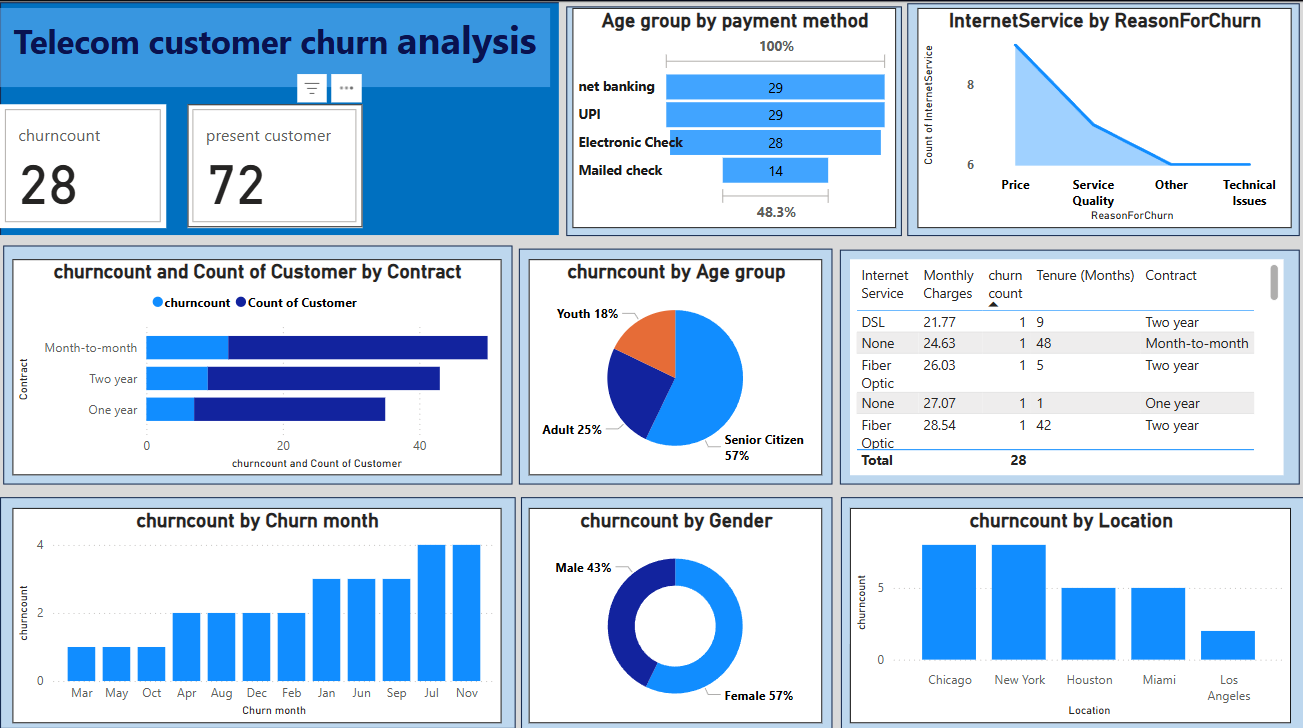 Telecom customer churn analysis
churncount
28
present customer
72
Age group by payment method
100%
net banking 29
UPI 29
Electronic Check 28
Mailed check 14
48.3%
InternetService by ReasonForChurn
Count of InternetService
8
6
Price
Service Quality
Other
Technical Issues
ReasonForChurn
churncount and Count of Customer by Contract
churncount Count of Customer
Contract
Month-to-month
Two year
One year
0 20 40
churncount and Count of Customer
churncount by Age group
Youth 18%
Adult 25%
Senior Citizen
57%
Internet Service Monthly Charges churn count Tenure (Months) Contract
DSL 21.77 1 9 Two year
None 24.63 1 48 Month-to-month
Fiber Optic 26.03 1 5 Two year
None 27.07 1 1 One year
Fiber Optic 28.54 1 42 Two year
Total 28
churncount by Churn month
churncount
4
2
0
Mar May Oct Apr Aug Dec Feb Jan Jun Sep Jul Nov
Churn month
churncount by Gender
Male 43%
Female 57%
churncount by Location
churncount
5
0
Chicago New York Houston Miami Los Angeles
Location